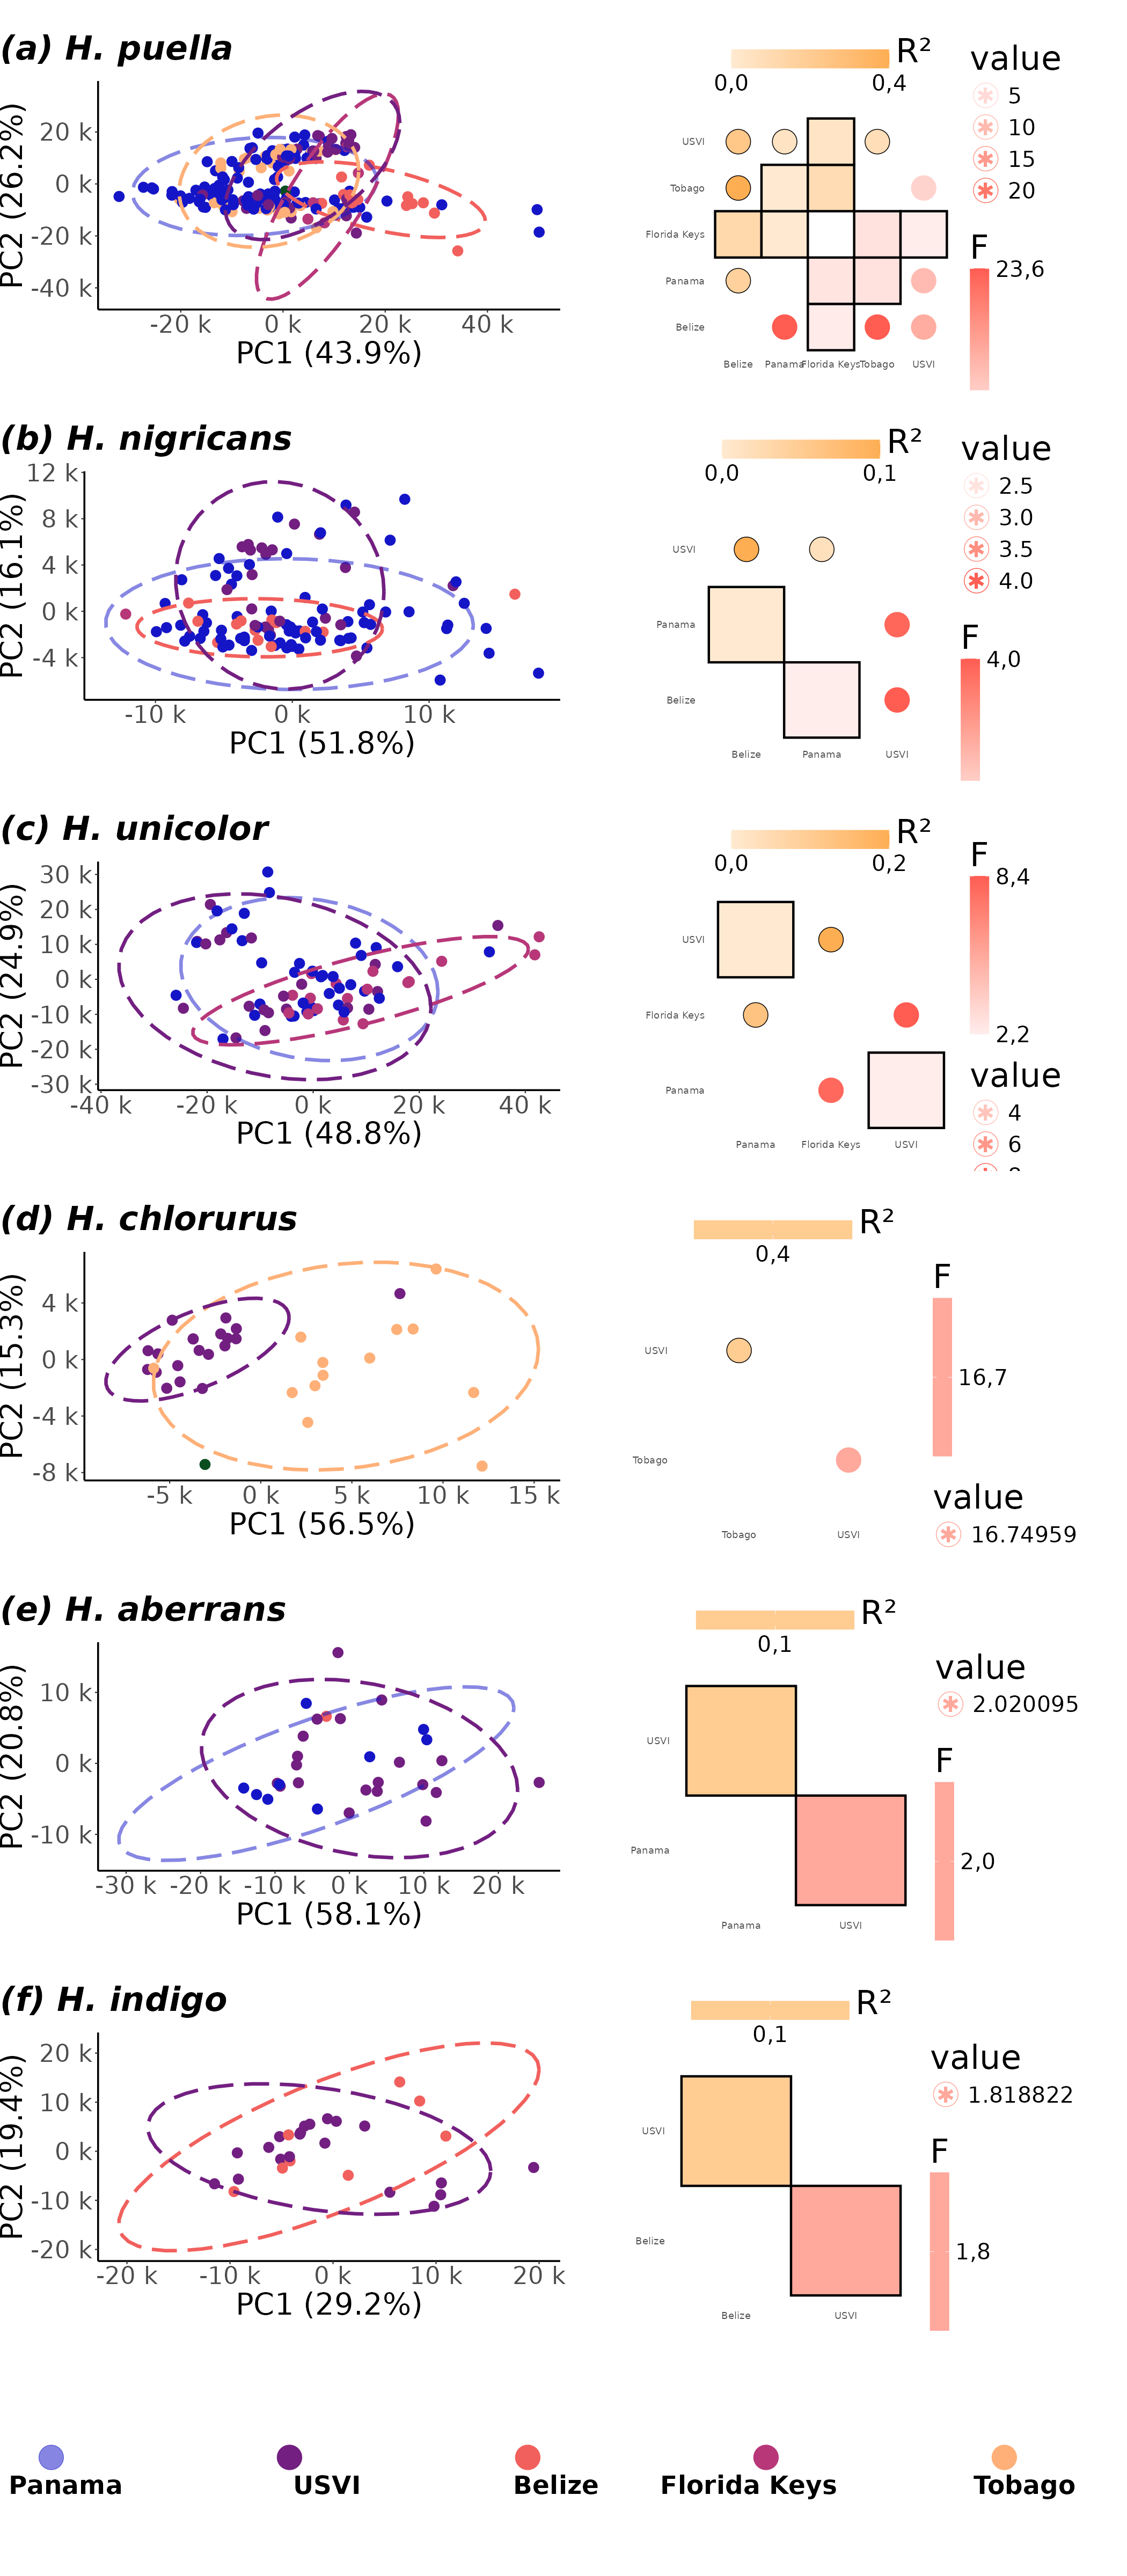 (a) H. puella
PC2 (26.2%)
20 k
0 k
-20 k
-40 k
-20 k 0 k 20 k 40 k
PC1 (43.9%)
R²
0,0 0,4
USVI
Tobago
Florida Keys
Panama
Belize
Belize Panama Florida Keys Tobago USVI
value
5
10
15
20
F
23,6
(b) H. nigricans
PC2 (16.1%)
12 k
8 k
4 k
0 k
-4 k
-10 k 0 k 10 k
PC1 (51.8%)
R²
0,0 0,1
USVI
Panama
Belize
Belize Panama USVI
value
2.5
3.0
3.5
4.0
F
4,0
(c) H. unicolor
PC2 (24.9%)
30 k
20 k
10 k
0 k
-10 k
-20 k
-30 k
-40 k -20 k 0 k 20 k 40 k
PC1 (48.8%)
R²
0,0 0,2
USVI
Florida Keys
Panama
Panama Florida Keys USVI
F
8,4
2,2
value
4
6
(d) H. chlorurus
PC2 (15.3%)
4 k
0 k
-4 k
-8 k
-5 k 0 k 5 k 10 k 15 k
PC1 (56.5%)
R²
0,4
USVI
Tobago
Tobago USVI
F
16,7
value
16.74959
(e) H. aberrans
PC2 (20.8%)
10 k
0 k
-10 k
-30 k -20 k -10 k 0 k 10 k 20 k
PC1 (58.1%)
R²
0,1
USVI
Panama
Panama USVI
value
2.020095
F
2,0
(f) H. indigo
PC2 (19.4%)
20 k
10 k
0 k
-10 k
-20 k
-20 k -10 k 0 k 10 k 20 k
PC1 (29.2%)
R²
0,1
USVI
Belize
Belize USVI
value
1.818822
F
1,8
Panama USVI Belize Florida Keys Tobago